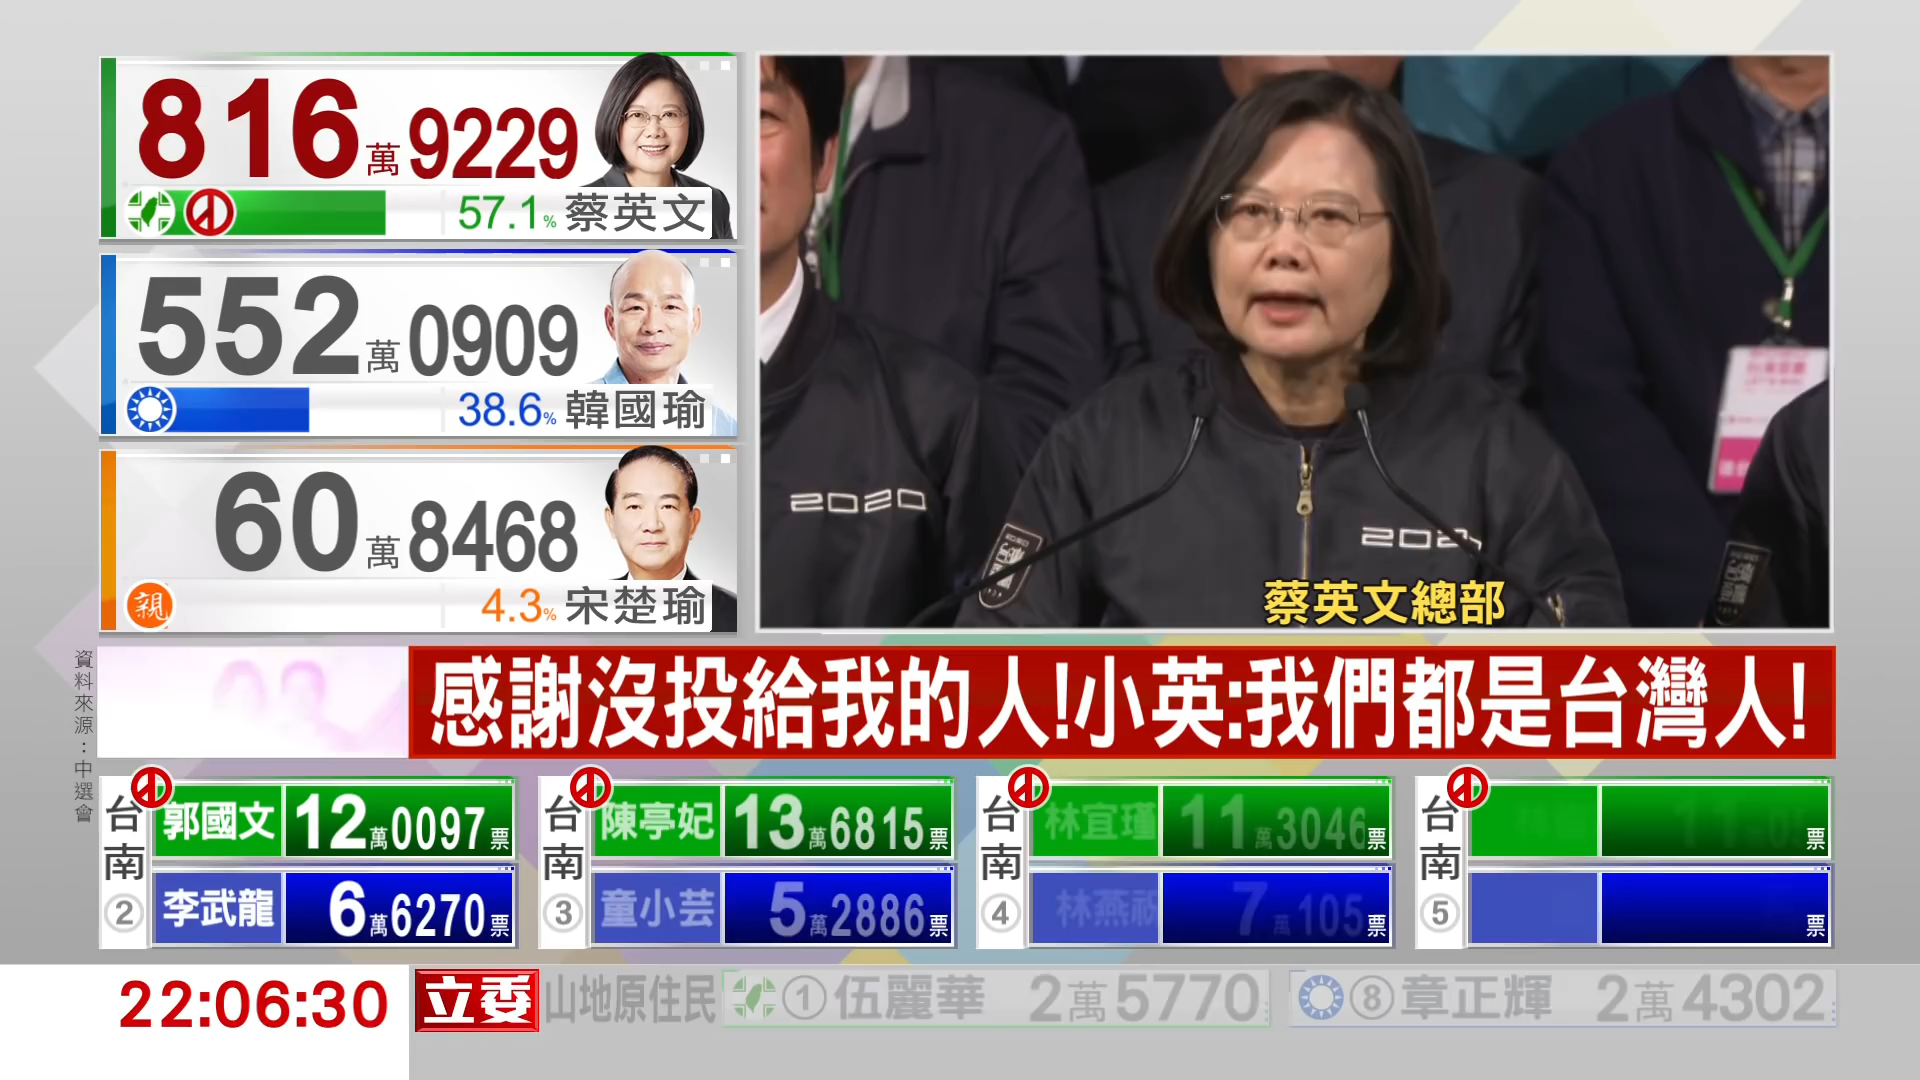 816萬9229
57.1% 蔡英文
552萬0909
38.6% 韓國瑜
60萬8468
親 4.3% 宋楚瑜
2020
202
蔡英文總部
資料來源：中選會
感謝沒投給我的人!小英:我們都是台灣人!
台南2
郭國文 12萬0097票
李武龍 6萬6270票
台南3
陳亭妃 13萬6815票
童小芸 5萬2886票
台南4
林宜瑾 11萬3046票
林燕祝 7萬105票
台南5
票
票
22:06:30
立委 山地原住民 1 伍麗華 2萬5770 8 章正輝 2萬4302